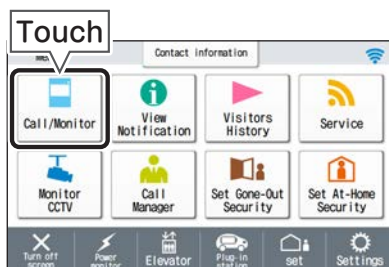 Touch
Contact information
Call/Monitor
View
Notification
Visitors
History
Service
Monitor
CCTV
Call
Manager
Set Gone-Out
Security
Set At-Home
Security
Turn off
screen
Power
monitor
Elevator
Plug-in
station
set
Settings